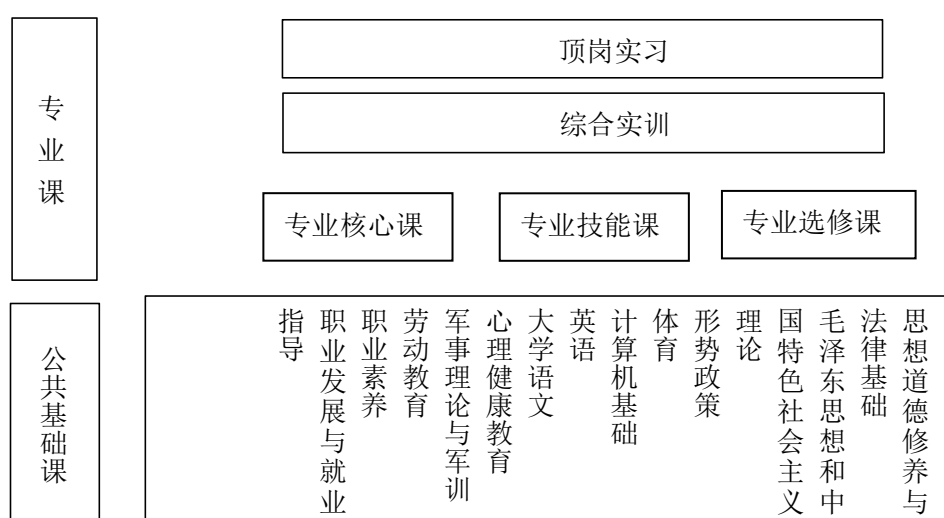 专业课
顶岗实习
综合实训
专业核心课
专业技能课
专业选修课
公共基础课
思想道德修养与
法律基础
毛泽东思想和中
国特色社会主义
理论
形势政策
体育
计算机基础
英语
大学语文
心理健康教育
军事理论与军训
劳动教育
职业素养
职业发展与就业
指导